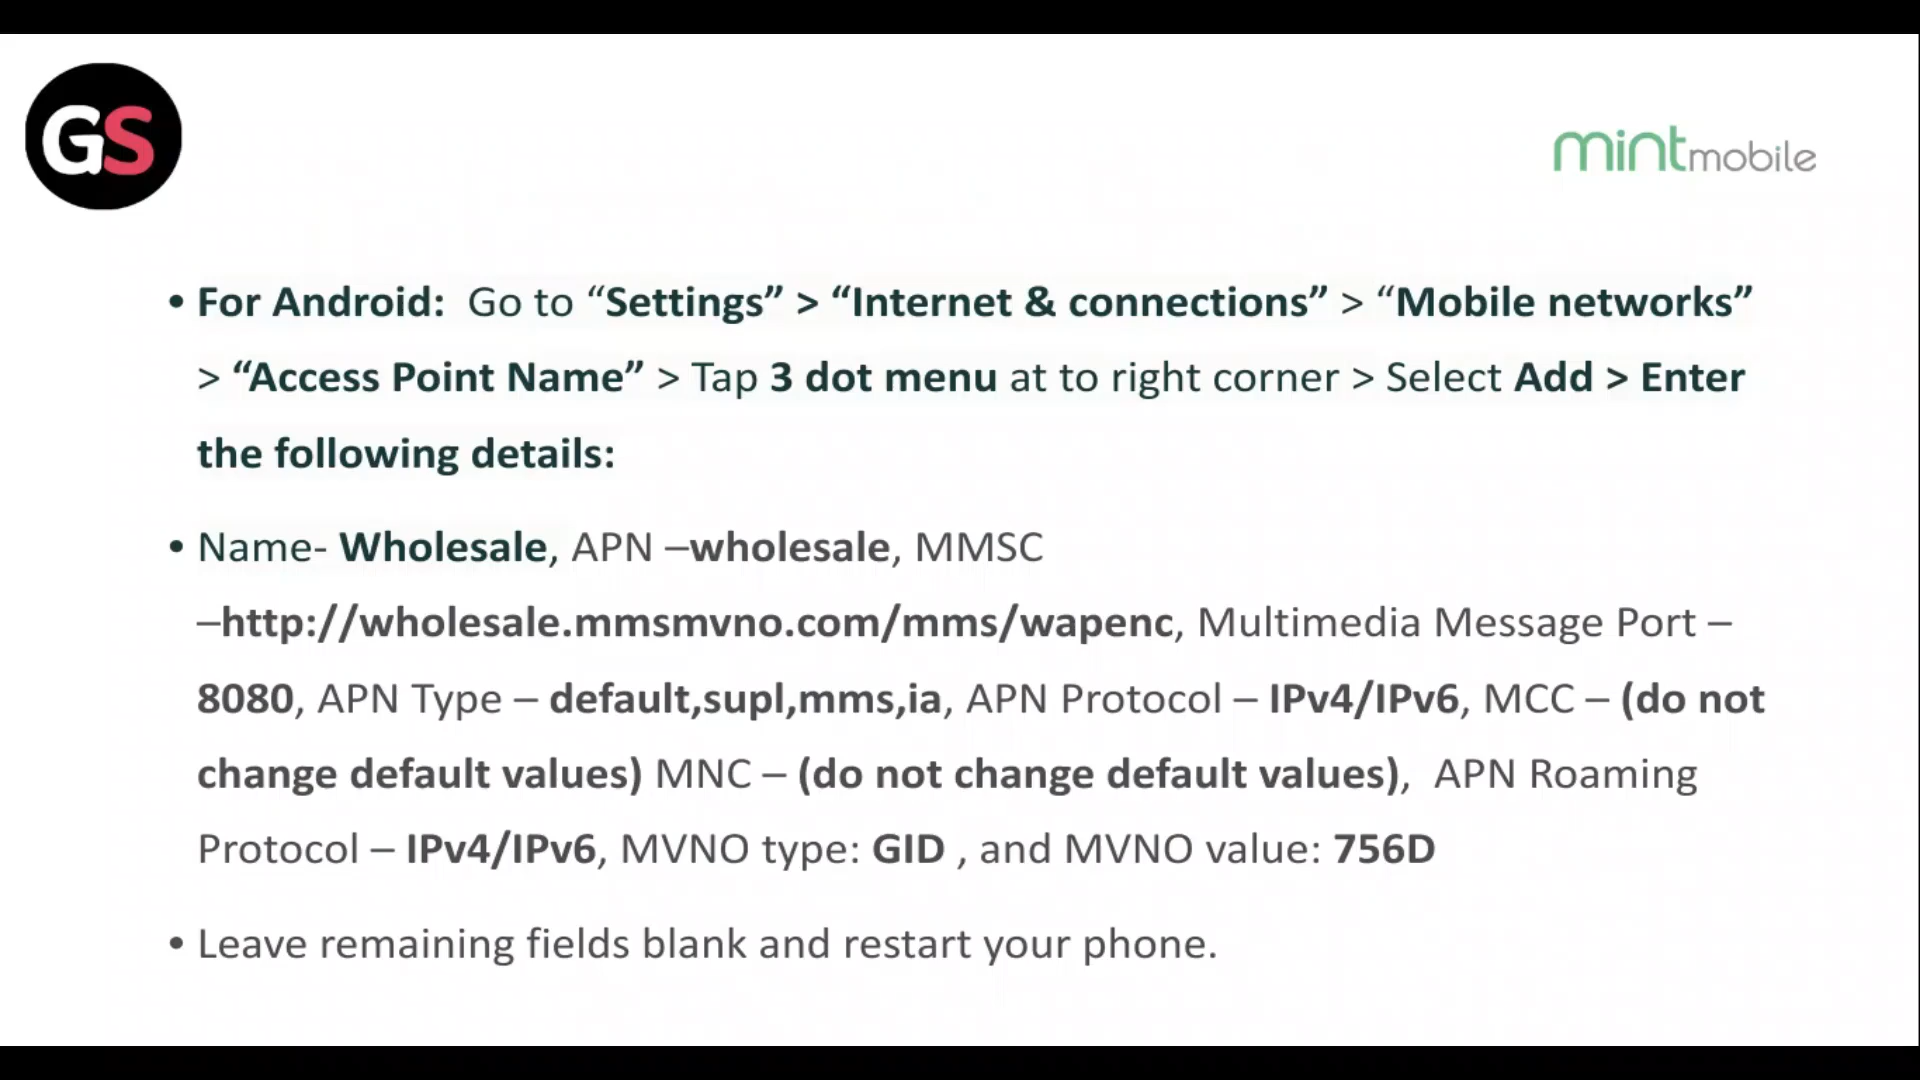 GS
mintmobile
• For Android:  Go to “Settings” > “Internet & connections” > “Mobile networks”
> “Access Point Name” > Tap 3 dot menu at to right corner > Select Add > Enter
the following details:
• Name- Wholesale, APN –wholesale, MMSC
–http://wholesale.mmsmvno.com/mms/wapenc, Multimedia Message Port –
8080, APN Type – default,supl,mms,ia, APN Protocol – IPv4/IPv6, MCC – (do not
change default values) MNC – (do not change default values),  APN Roaming
Protocol – IPv4/IPv6, MVNO type: GID , and MVNO value: 756D
• Leave remaining fields blank and restart your phone.